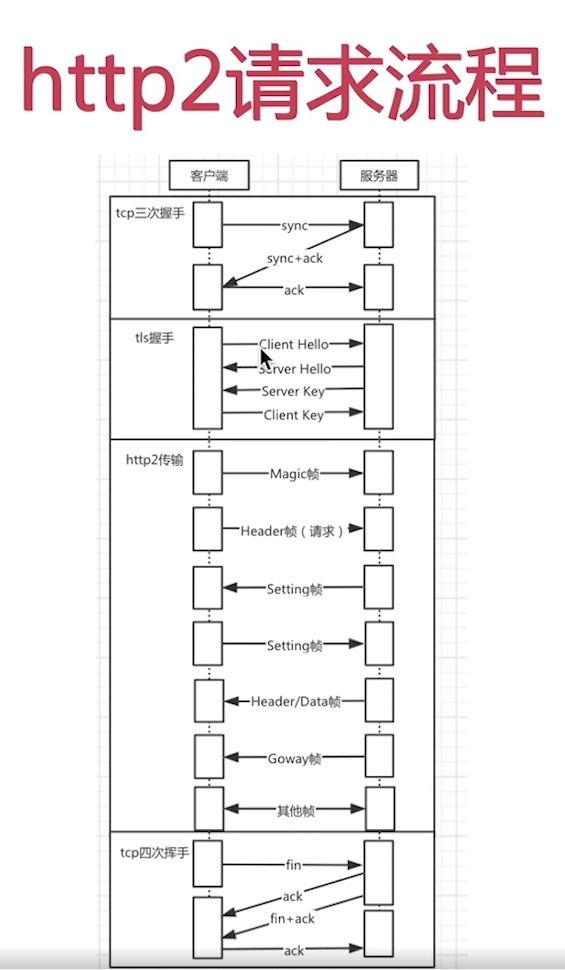 http2请求流程
客户端
服务器
tcp三次握手
sync
sync+ack
ack
tls握手
Client Hello
Server Hello
Server Key
Client Key
http2传输
Magic帧
Header帧（请求）
Setting帧
Setting帧
Header/Data帧
Goway帧
其他帧
tcp四次挥手
fin
ack
fin+ack
ack